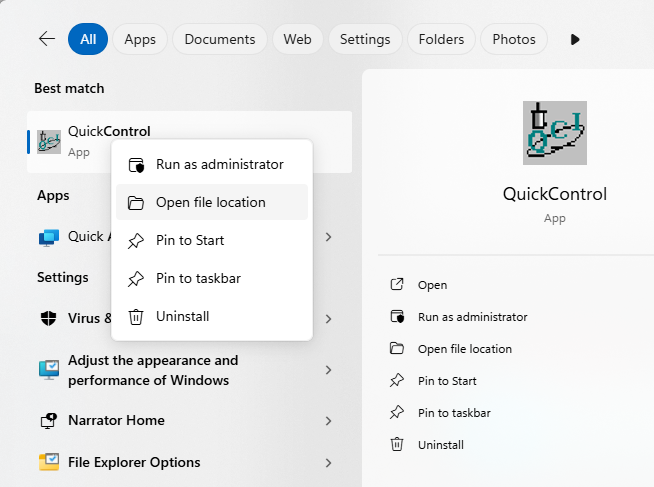 All
Apps
Documents
Web
Settings
Folders
Photos
Best match
QuickControl
App
Apps
Quick
Settings
Virus &
Adjust the appearance and
performance of Windows
Narrator Home
File Explorer Options
Run as administrator
Open file location
Pin to Start
Pin to taskbar
Uninstall
QCI
QuickControl
App
Open
Run as administrator
Open file location
Pin to Start
Pin to taskbar
Uninstall